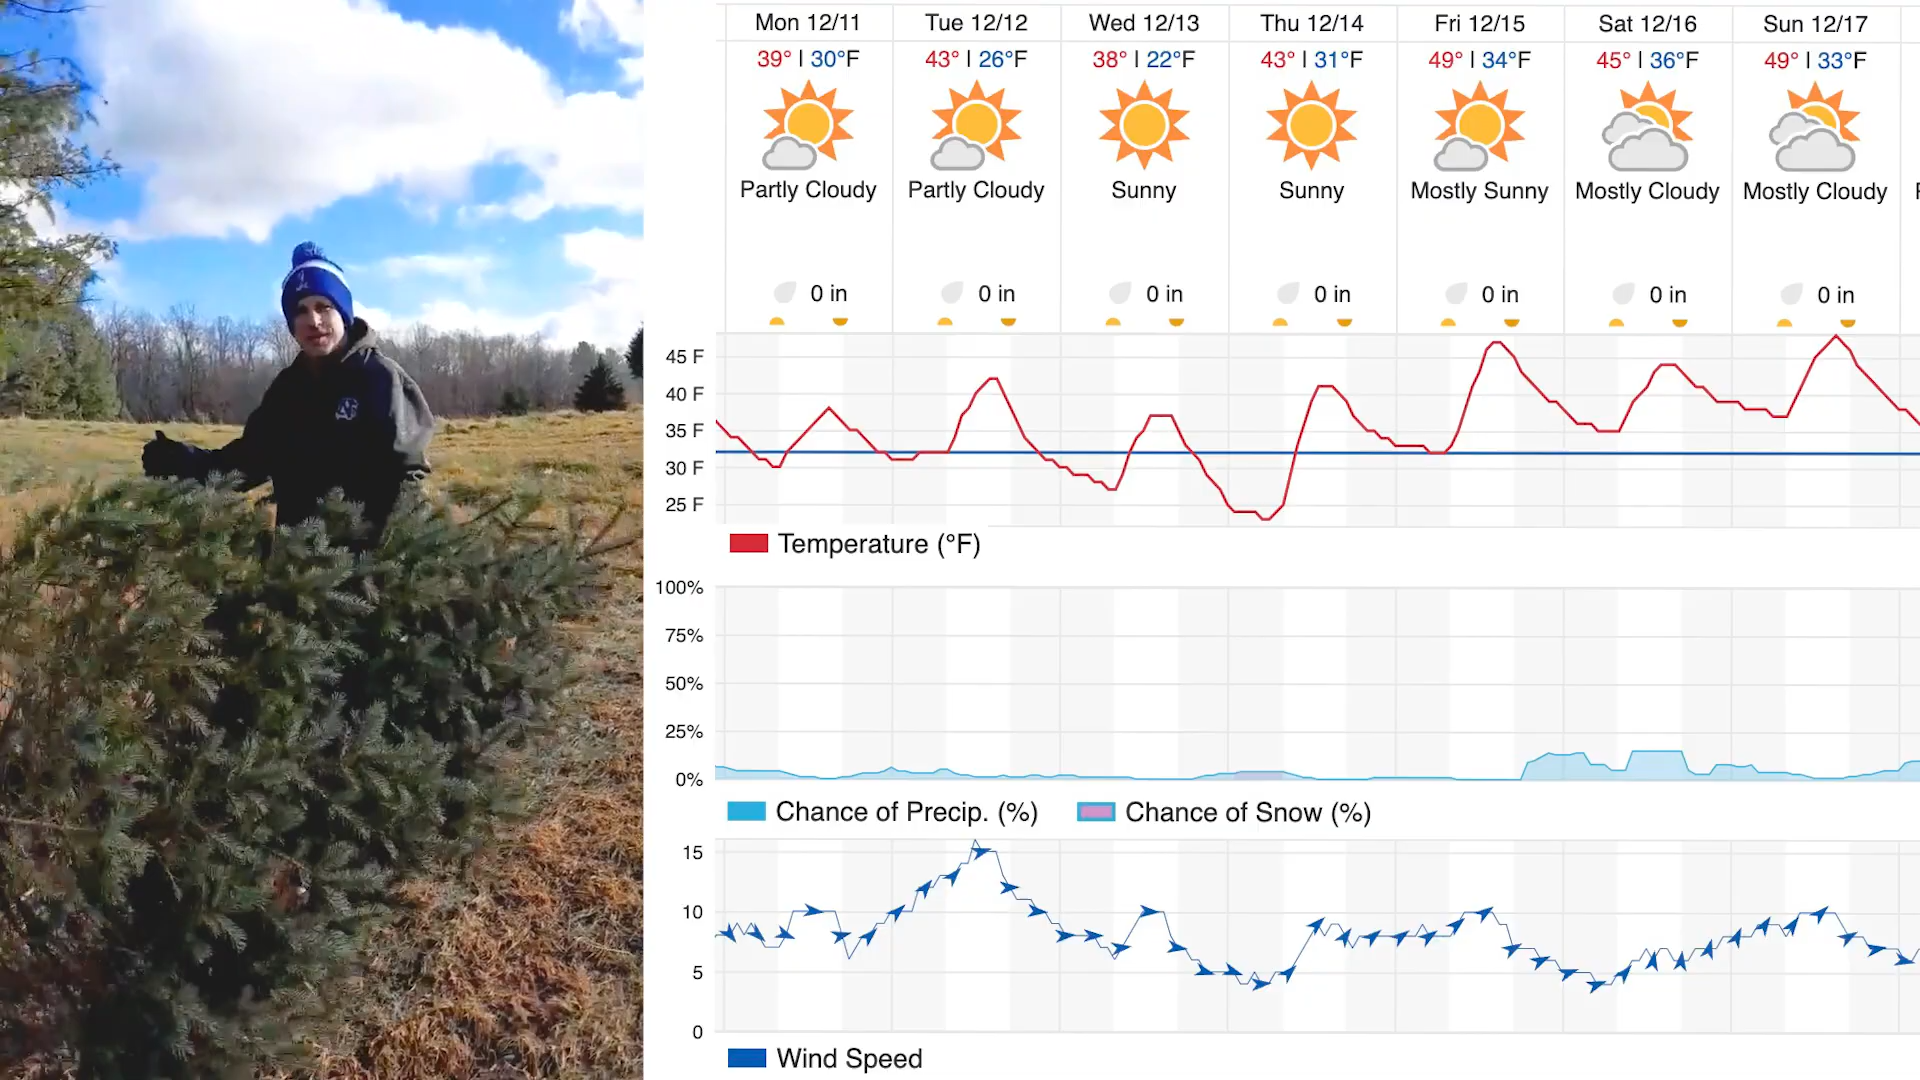 Mon 12/11 Tue 12/12 Wed 12/13 Thu 12/14 Fri 12/15 Sat 12/16 Sun 12/17
39° | 30°F 43° | 26°F 38° | 22°F 43° | 31°F 49° | 34°F 45° | 36°F 49° | 33°F
Partly Cloudy Partly Cloudy Sunny Sunny Mostly Sunny Mostly Cloudy Mostly Cloudy
0 in 0 in 0 in 0 in 0 in 0 in 0 in
45 F
40 F
35 F
30 F
25 F
Temperature (°F)
100%
75%
50%
25%
0%
Chance of Precip. (%) Chance of Snow (%)
15
10
5
0
Wind Speed